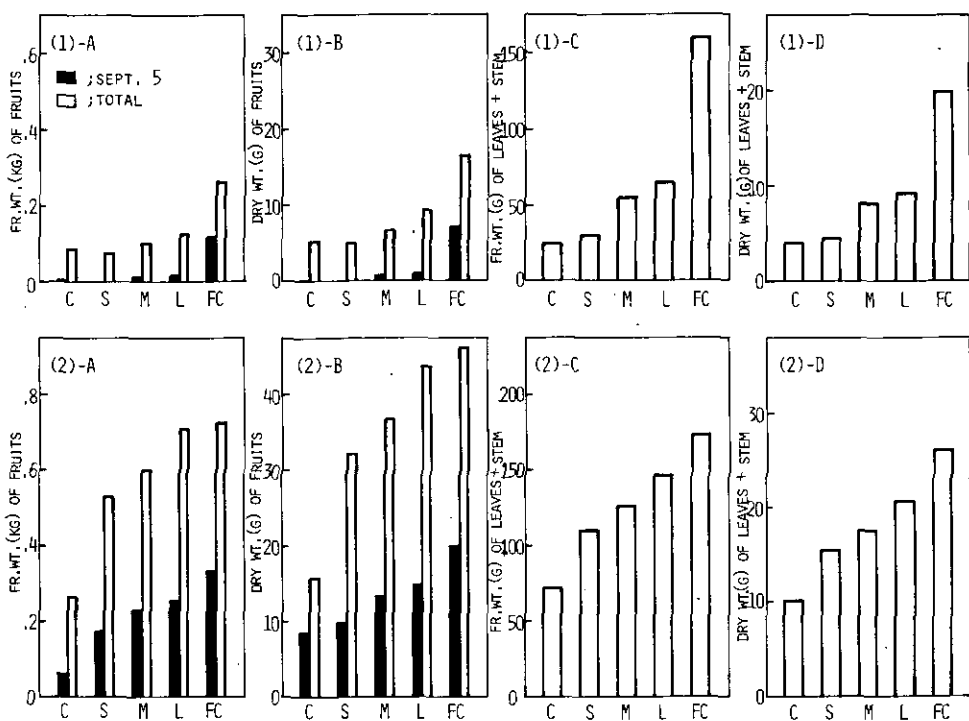 (1)-A
.6
.4
.2
0
FR.WT.(KG) OF FRUITS
;SEPT. 5
;TOTAL
C S M L FC
(1)-B
30
20
10
0
DRY WT.(G) OF FRUITS
C S M L FC
(1)-C
150
100
50
0
FR.WT.(G) OF LEAVES + STEM
C S M L FC
(1)-D
20
10
0
DRY WT.(G)OF LEAVES + STEM
C S M L FC
(2)-A
.8
.6
.4
.2
0
FR.WT.(KG) OF FRUITS
C S M L FC
(2)-B
40
30
20
10
0
DRY WT.(G) OF FRUITS
C S M L FC
(2)-C
200
150
100
50
0
FR.WT.(G) OF LEAVES + STEM
C S M L FC
(2)-D
30
20
10
0
DRY WT(G) OF LEAVES + STEM
C S M L FC